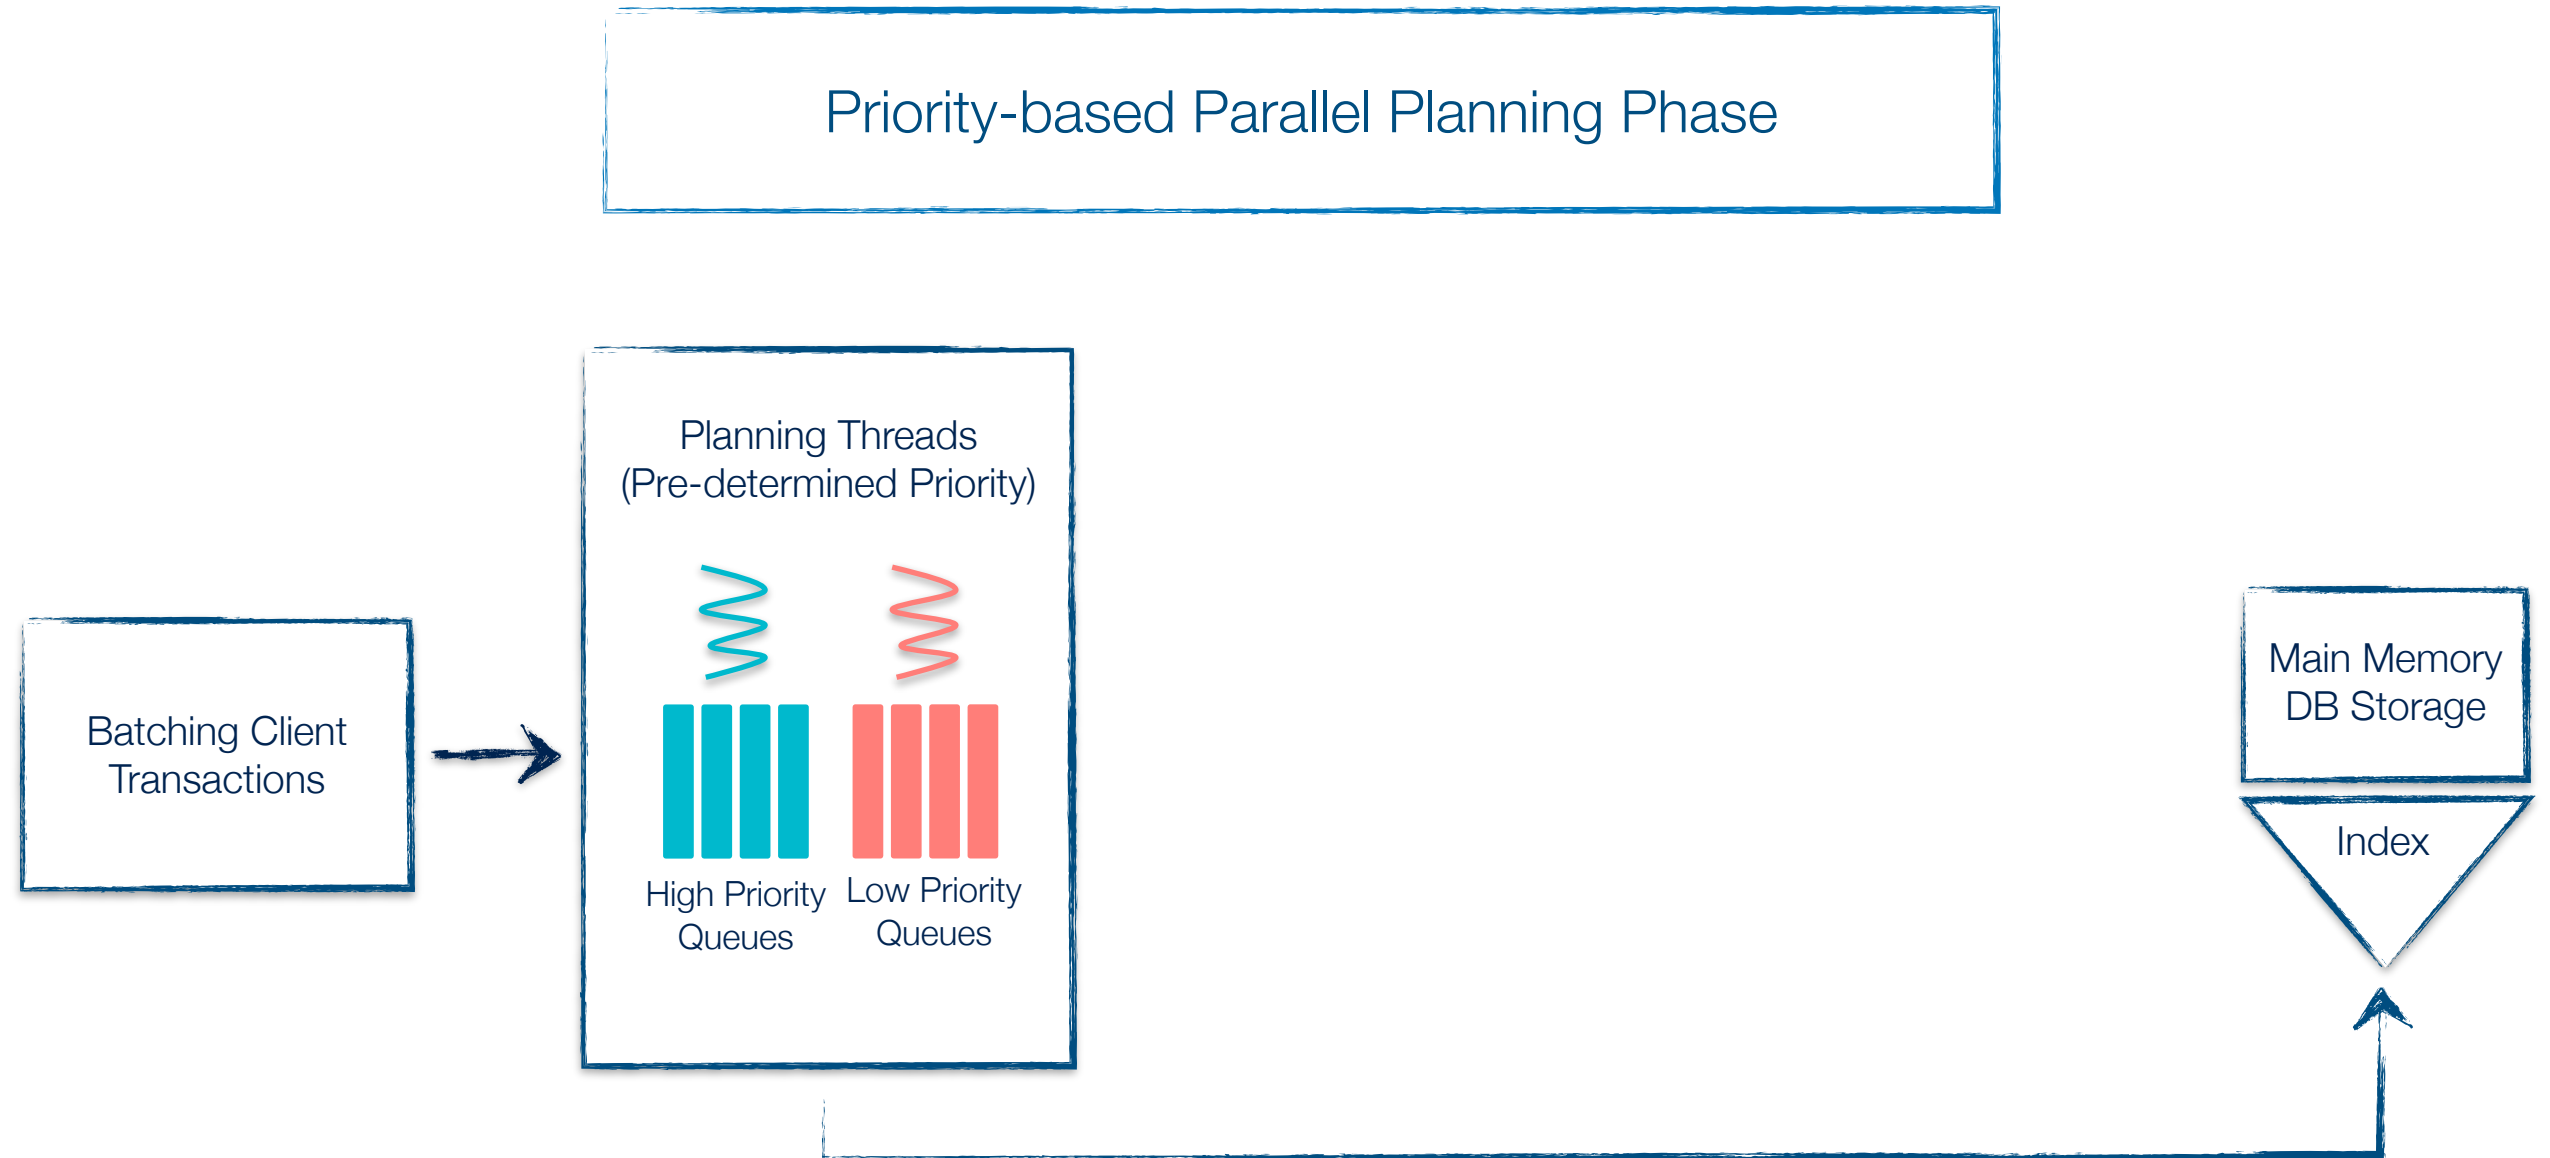 Priority-based Parallel Planning Phase
Planning Threads
(Pre-determined Priority)
Batching Client
Transactions
High Priority
Queues
Low Priority
Queues
Main Memory
DB Storage
Index